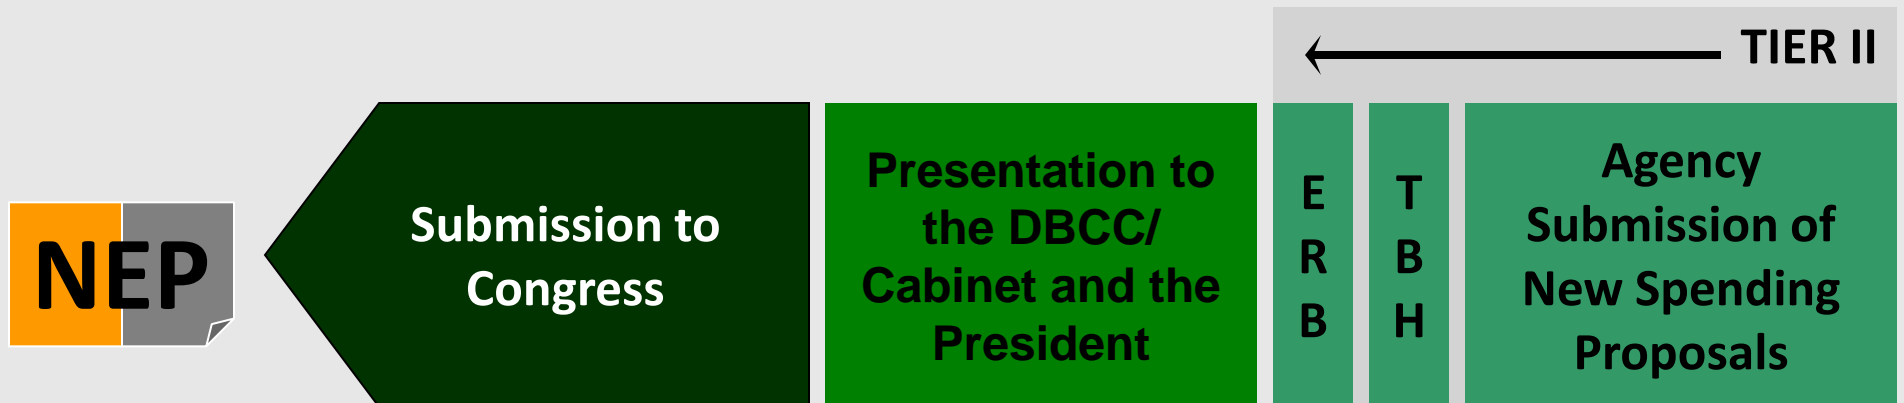 TIER II
NEP
Submission to
Congress
Presentation to
the DBCC/
Cabinet and the
President
E
R
B
T
B
H
Agency
Submission of
New Spending
Proposals